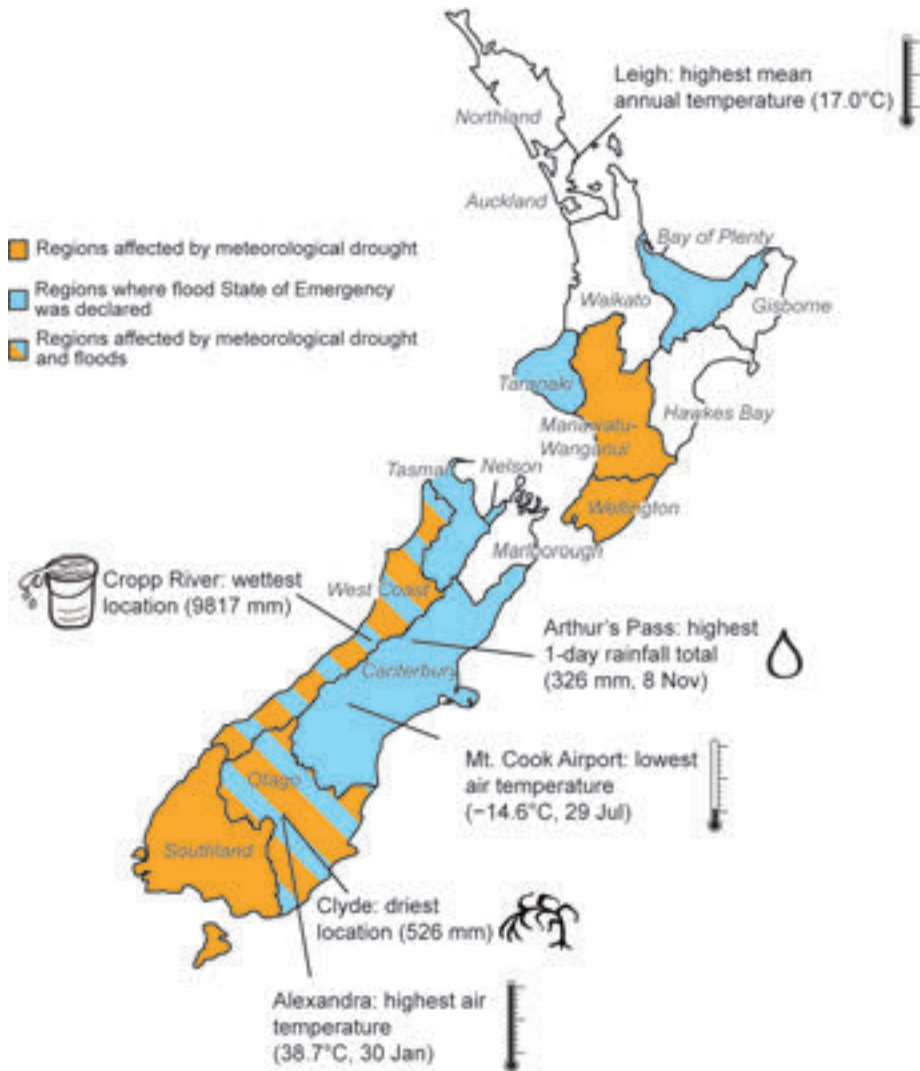 Leigh: highest mean
annual temperature (17.0°C)
Northland
Auckland
Regions affected by meteorological drought
Bay of Plenty
Regions where flood State of Emergency
was declared
Waikato
Gisborne
Regions affected by meteorological drought
and floods
Taranaki
Hawkes Bay
Manawatu-
Wanganui
Tasman
Nelson
Wellington
Marlborough
Cropp River: wettest
location (9817 mm)
West Coast
Arthur's Pass: highest
1-day rainfall total
(326 mm, 8 Nov)
Canterbury
Mt. Cook Airport: lowest
air temperature
(−14.6°C, 29 Jul)
Otago
Southland
Clyde: driest
location (526 mm)
Alexandra: highest air
temperature
(38.7°C, 30 Jan)